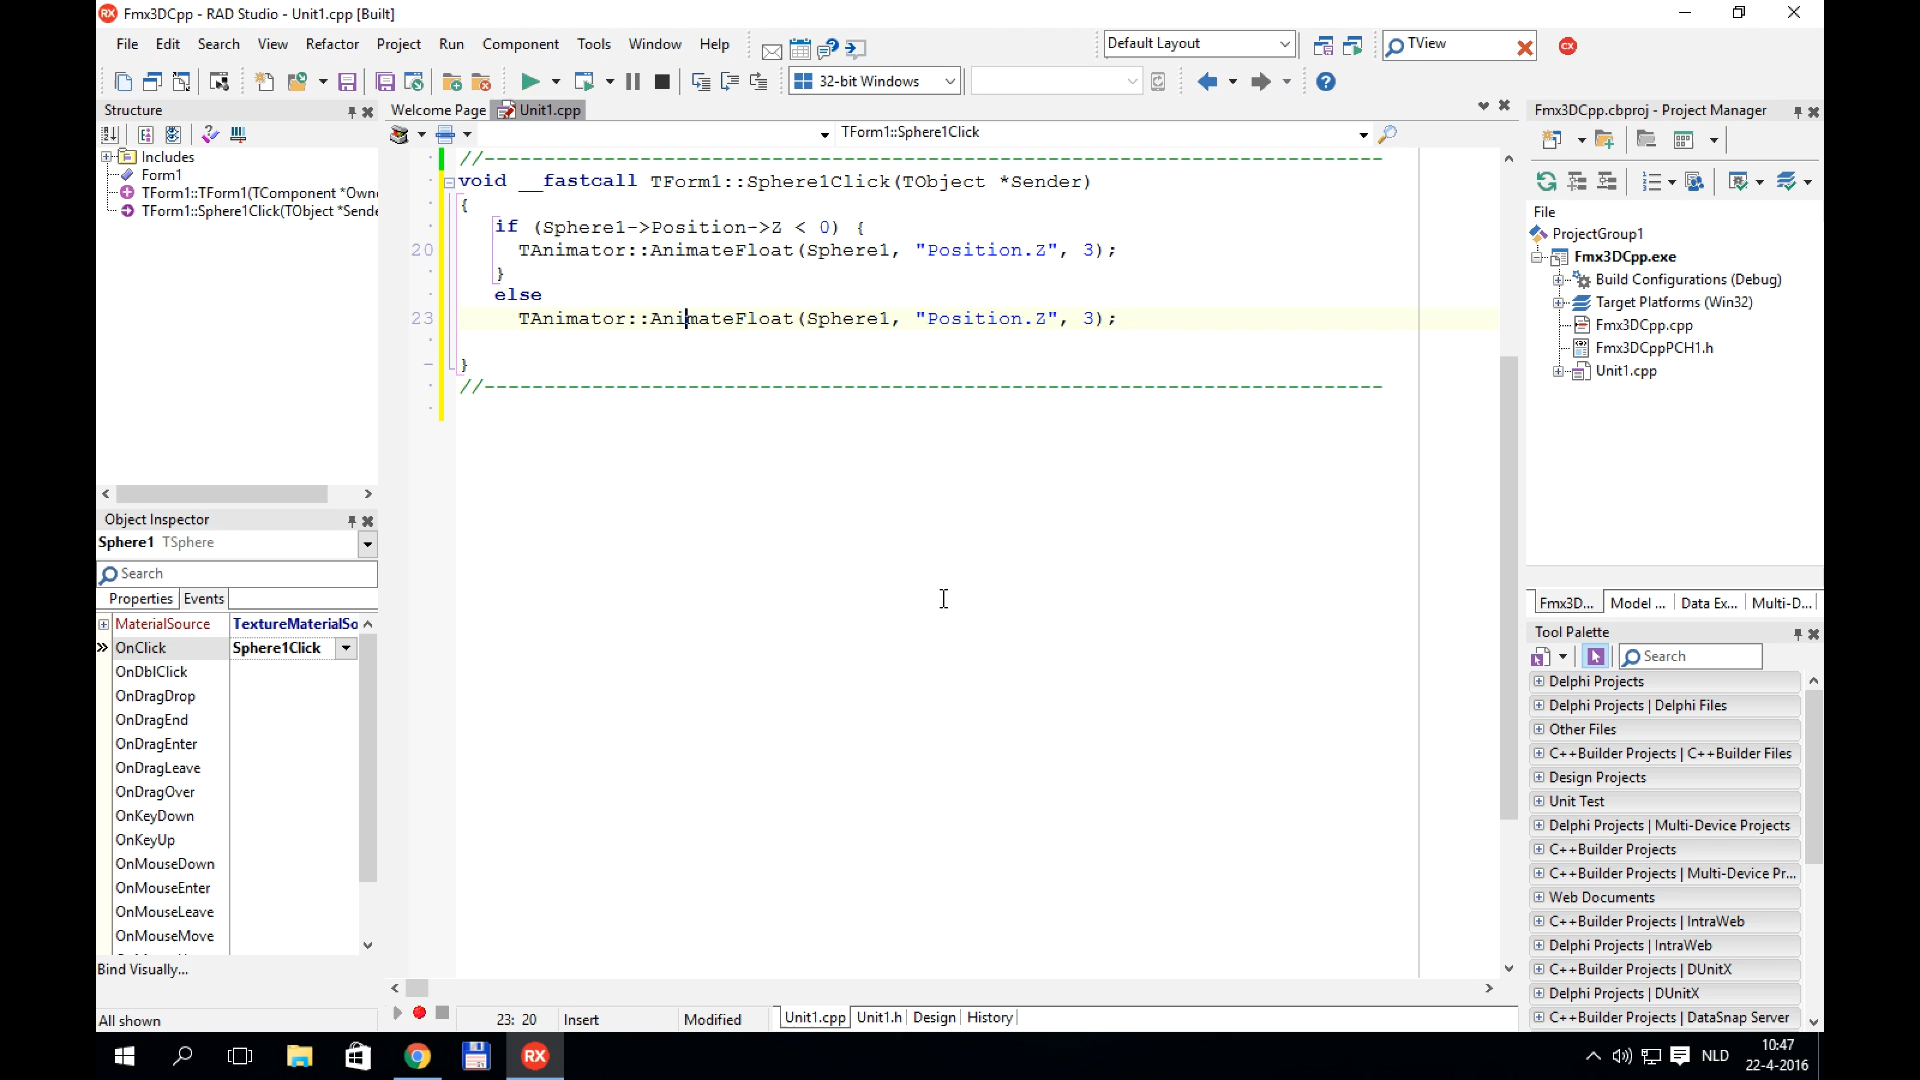 Fmx3DCpp - RAD Studio - Unit1.cpp [Built]
File Edit Search View Refactor Project Run Component Tools Window Help
Default Layout
TView
32-bit Windows
Structure
Includes
Form1
TForm1::TForm1(TComponent *Owne
TForm1::Sphere1Click(TObject *Sende
Welcome Page
Unit1.cpp
TForm1::Sphere1Click
//---------------------------------------------------------------------------
void __fastcall TForm1::Sphere1Click(TObject *Sender)
{
if (Sphere1->Position->Z < 0) {
20 TAnimator::AnimateFloat(Sphere1, "Position.Z", 3);
}
else
23 TAnimator::AnimateFloat(Sphere1, "Position.Z", 3);
}
//---------------------------------------------------------------------------
Object Inspector
Sphere1 TSphere
Search
Properties Events
MaterialSource TextureMaterialSo
OnClick Sphere1Click
OnDblClick
OnDragDrop
OnDragEnd
OnDragEnter
OnDragLeave
OnDragOver
OnKeyDown
OnKeyUp
OnMouseDown
OnMouseEnter
OnMouseLeave
OnMouseMove
Bind Visually...
All shown
23: 20 Insert Modified
Unit1.cpp Unit1.h Design History
Fmx3DCpp.cbproj - Project Manager
File
ProjectGroup1
Fmx3DCpp.exe
Build Configurations (Debug)
Target Platforms (Win32)
Fmx3DCpp.cpp
Fmx3DCppPCH1.h
Unit1.cpp
Fmx3D... Model ... Data Ex... Multi-D...
Tool Palette
Search
Delphi Projects
Delphi Projects | Delphi Files
Other Files
C++Builder Projects | C++Builder Files
Design Projects
Unit Test
Delphi Projects | Multi-Device Projects
C++Builder Projects
C++Builder Projects | Multi-Device Pr...
Web Documents
C++Builder Projects | IntraWeb
Delphi Projects | IntraWeb
C++Builder Projects | DUnitX
Delphi Projects | DUnitX
C++Builder Projects | DataSnap Server
RX
NLD
10:47
22-4-2016